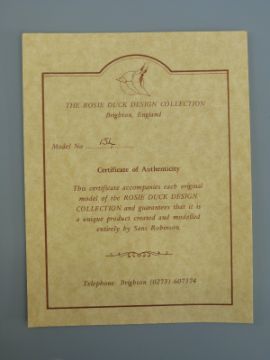 THE ROSIE DUCK DESIGN COLLECTION
Brighton, England
Model No
Certificate of Authenticity
This certificate accompanies each original
model of the ROSIE DUCK DESIGN
COLLECTION and guarantees that it is
a unique product created and modelled
entirely by Sens Robinson.
Telephone Brighton (0273) 607374